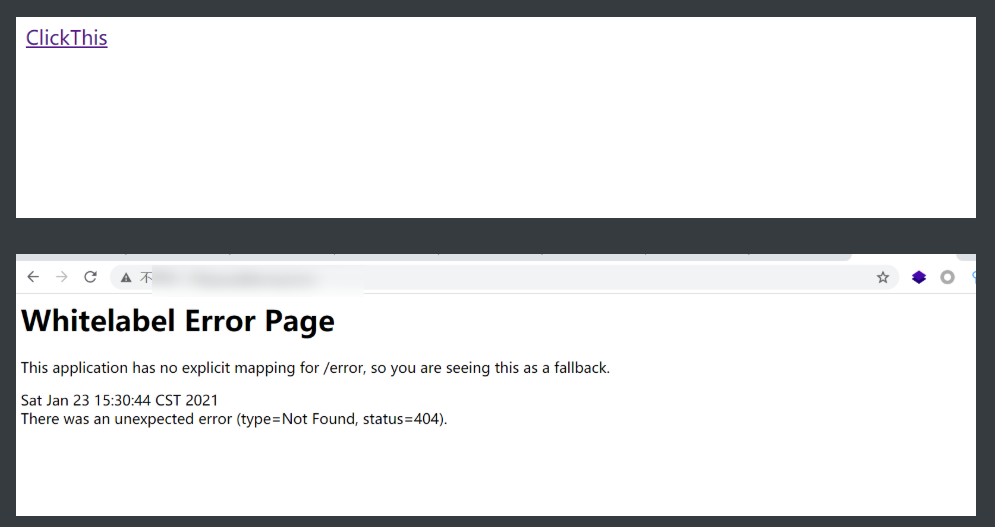 ClickThis
不
Whitelabel Error Page
This application has no explicit mapping for /error, so you are seeing this as a fallback.
Sat Jan 23 15:30:44 CST 2021
There was an unexpected error (type=Not Found, status=404).